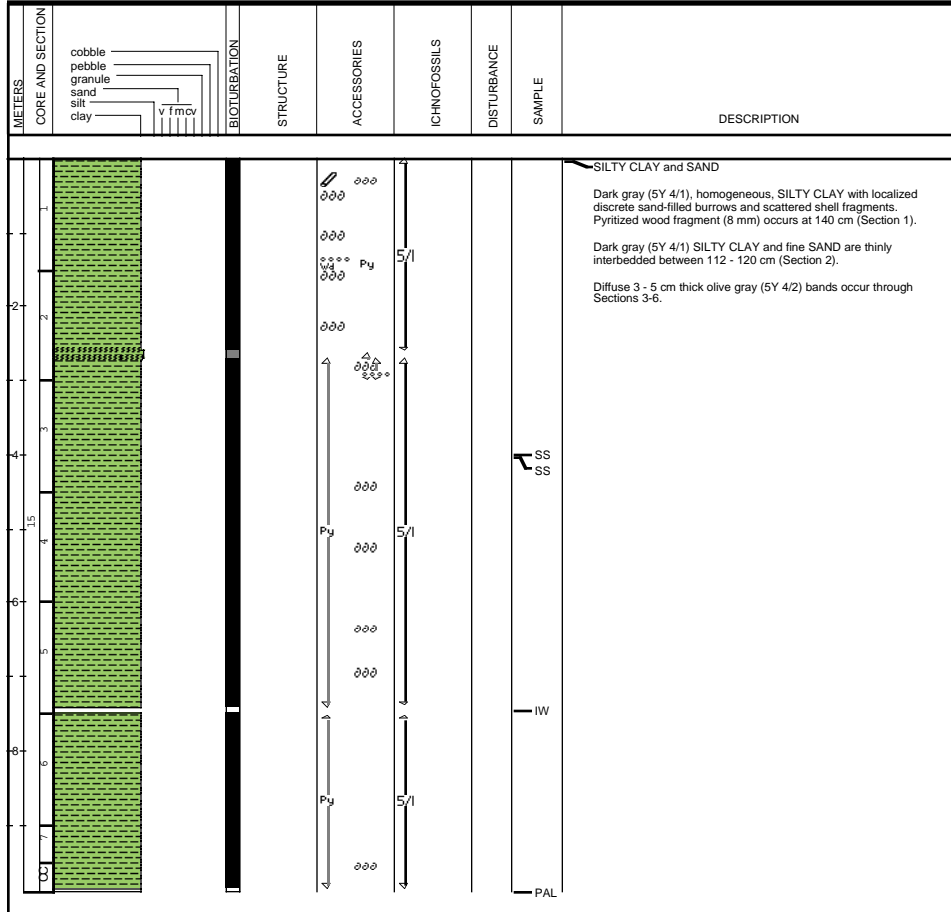 METERS
CORE AND SECTION
cobble
pebble
granule
sand
silt
clay
v f m c v
BIOTURBATION
STRUCTURE
ACCESSORIES
ICHNOFOSSILS
DISTURBANCE
SAMPLE
DESCRIPTION
SILTY CLAY and SAND
Dark gray (5Y 4/1), homogeneous, SILTY CLAY with localized
discrete sand-filled burrows and scattered shell fragments.
Pyritized wood fragment (8 mm) occurs at 140 cm (Section 1).
Dark gray (5Y 4/1) SILTY CLAY and fine SAND are thinly
interbedded between 112 - 120 cm (Section 2).
Diffuse 3 - 5 cm thick olive gray (5Y 4/2) bands occur through
Sections 3-6.
1
Wd
Py
5/1
2
2
3
4
SS
SS
15
4
Py
5/1
6
5
IW
8
6
Py
5/1
7
CC
PAL